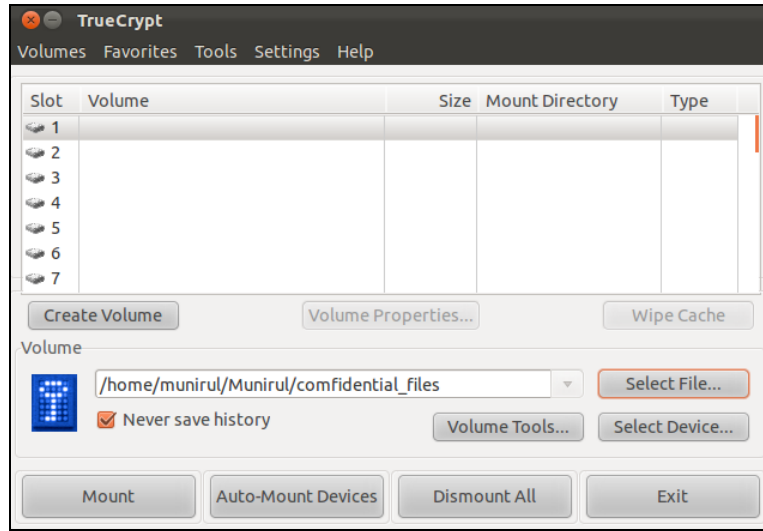 TrueCrypt
Volumes Favorites Tools Settings Help
Slot Volume Size Mount Directory Type
1
2
3
4
5
6
7
Create Volume Volume Properties... Wipe Cache
Volume
/home/munirul/Munirul/comfidential_files Select File...
Never save history Volume Tools... Select Device...
Mount Auto-Mount Devices Dismount All Exit